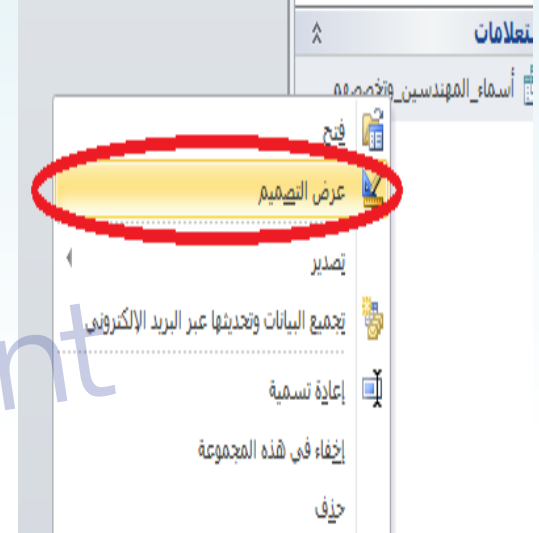 ستعلامات
أسماء_المهندسين_وتخصصهم
فتح
عرض التصميم
تصدير
تجميع البيانات وتحديثها عبر البريد الإلكتروني
إعادة تسمية
إخفاء في هذه المجموعة
حذف
nt